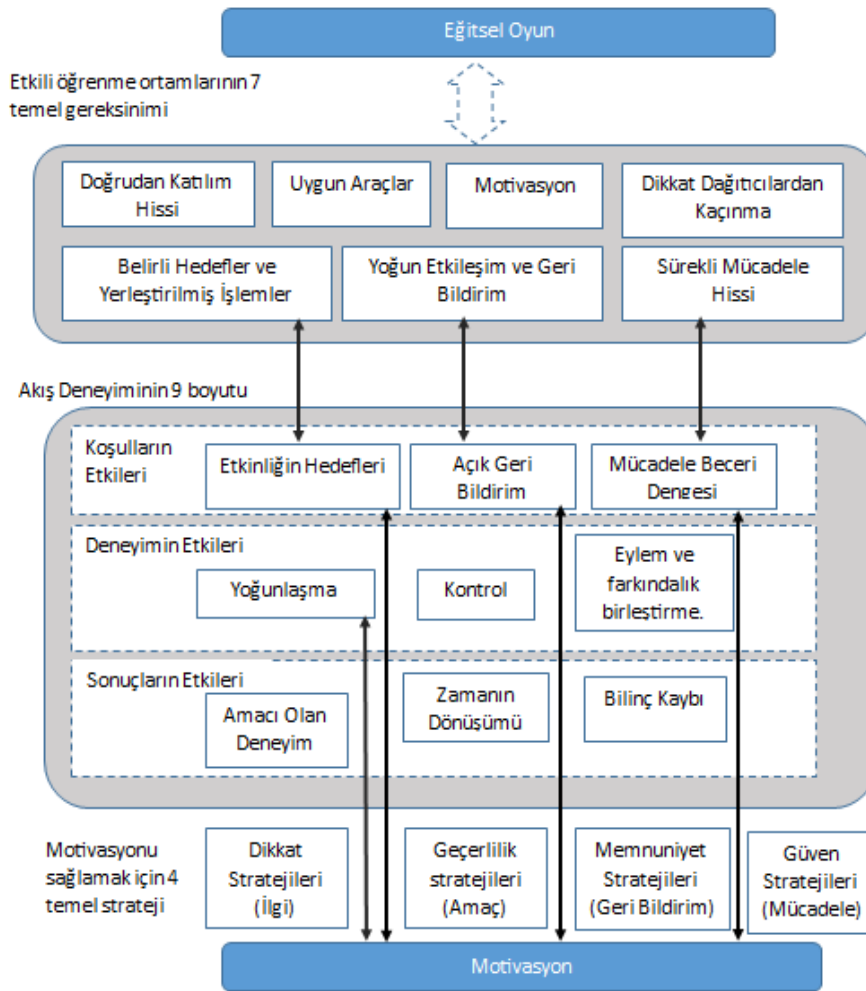 Eğitsel Oyun
Etkili öğrenme ortamlarının 7
temel gereksinimi
Doğrudan Katılım
Hissi
Uygun Araçlar
Motivasyon
Dikkat Dağıtıcılardan
Kaçınma
Belirli Hedefler ve
Yerleştirilmiş İşlemler
Yoğun Etkileşim ve Geri
Bildirim
Sürekli Mücadele
Hissi
Akış Deneyiminin 9 boyutu
Koşulların
Etkileri
Etkinliğin Hedefleri
Açık Geri
Bildirim
Mücadele Beceri
Dengesi
Deneyimin Etkileri
Yoğunlaşma
Kontrol
Eylem ve
farkındalık
birleştirme.
Sonuçların Etkileri
Amacı Olan
Deneyim
Zamanın
Dönüşümü
Bilinç Kaybı
Motivasyonu
sağlamak için 4
temel strateji
Dikkat
Stratejileri
(İlgi)
Geçerlilik
stratejileri
(Amaç)
Memnuniyet
Stratejileri
(Geri Bildirim)
Güven
Stratejileri
(Mücadele)
Motivasyon